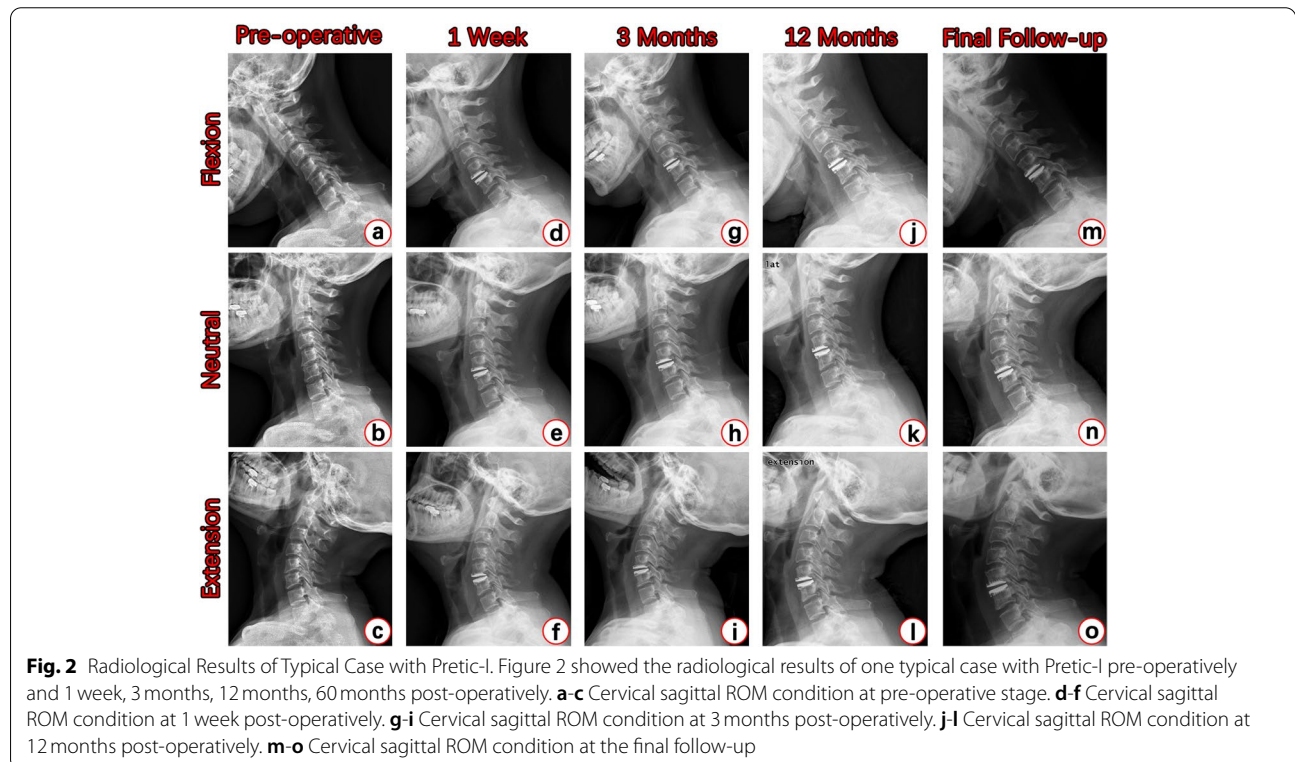 Pre-operative 1 Week 3 Months 12 Months Final Follow-up
Flexion
a d g j m
lat
Neutral
b e h k n
extension
Extension
c f i l o
Fig. 2 Radiological Results of Typical Case with Pretic-I. Figure 2 showed the radiological results of one typical case with Pretic-I pre-operatively
and 1 week, 3 months, 12 months, 60 months post-operatively. a-c Cervical sagittal ROM condition at pre-operative stage. d-f Cervical sagittal
ROM condition at 1 week post-operatively. g-i Cervical sagittal ROM condition at 3 months post-operatively. j-l Cervical sagittal ROM condition at
12 months post-operatively. m-o Cervical sagittal ROM condition at the final follow-up